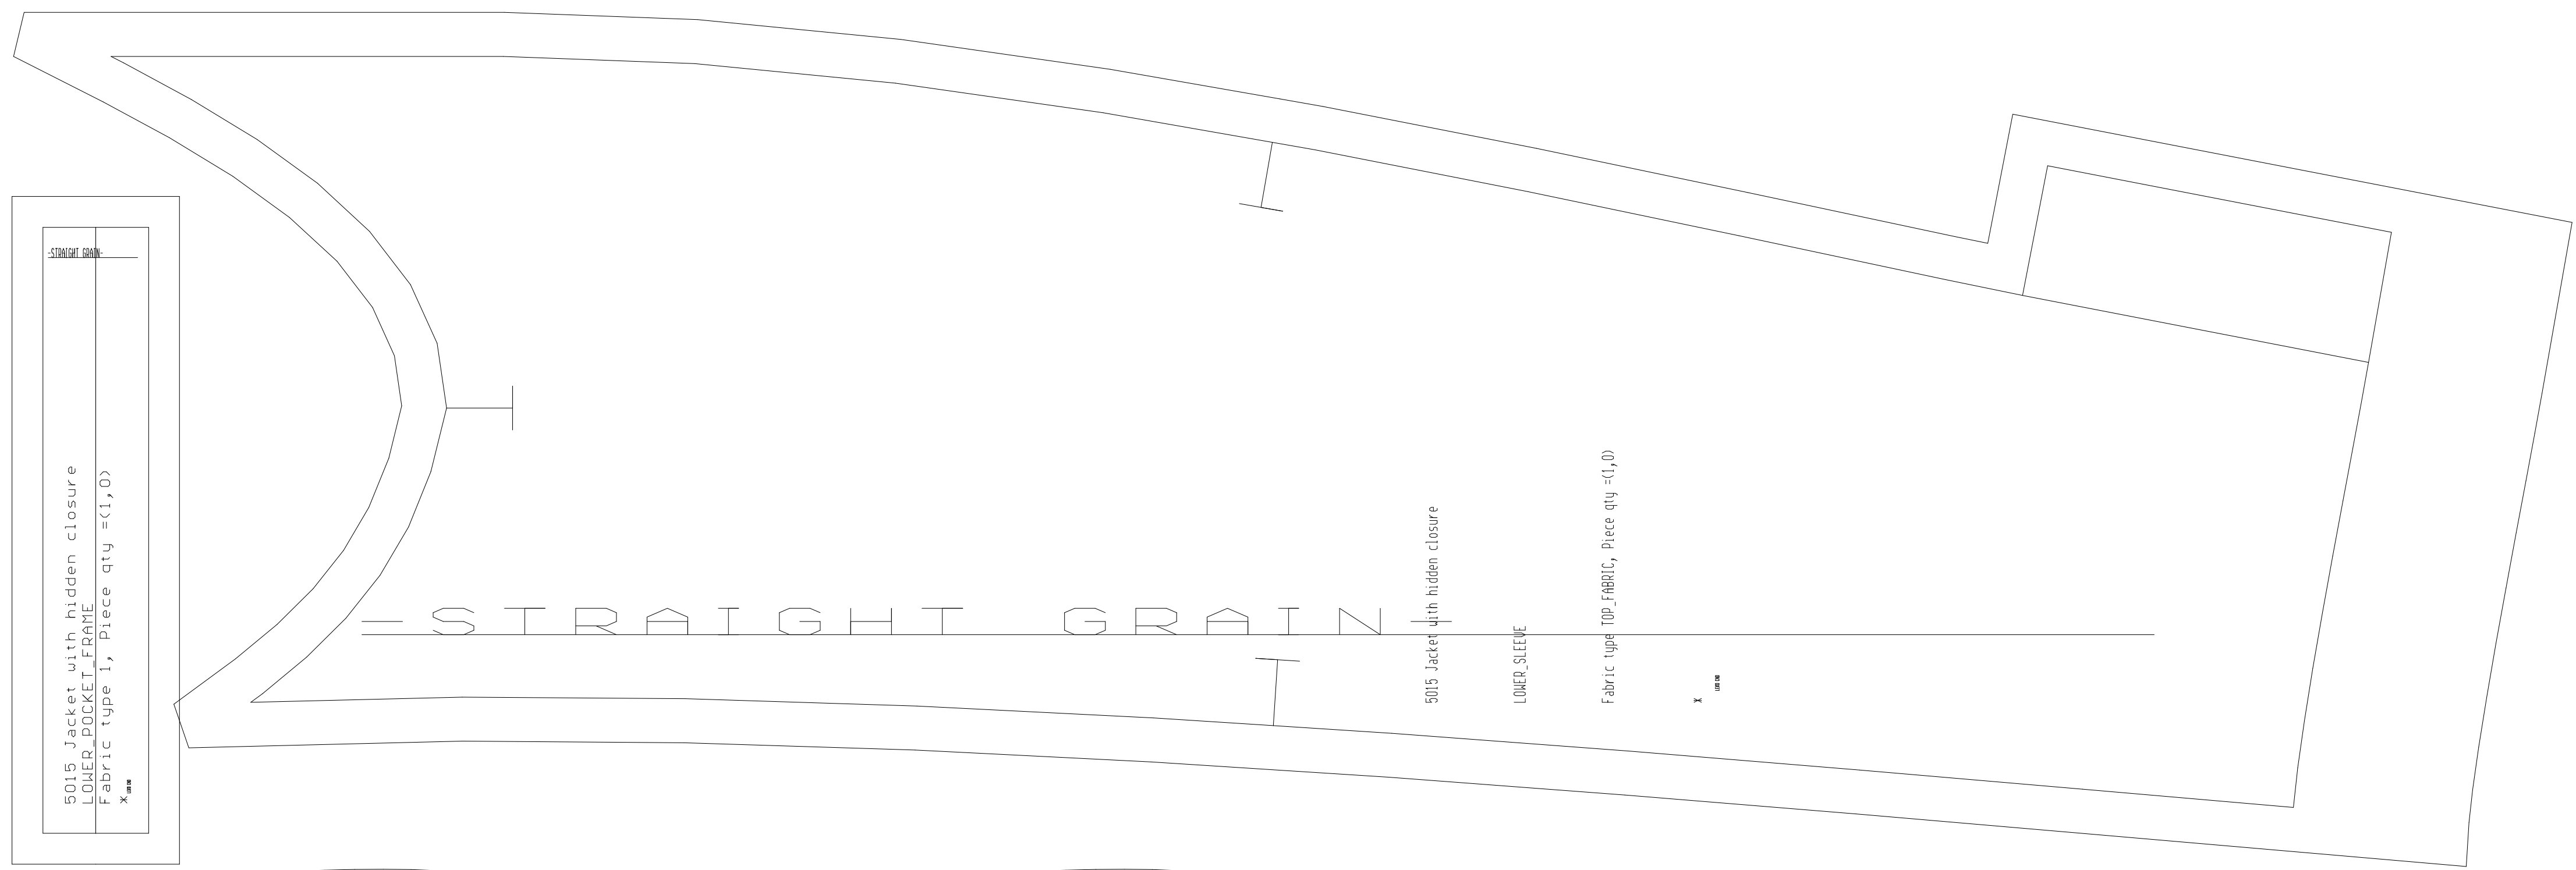 -STRAIGHT GRAIN-
5015 Jacket with hidden closure
LOWER_POCKET_FRAME
Fabric type 1, Piece qty =(1,0)
*
-STRAIGHT GRAIN-
5015 Jacket with hidden closure
LOWER_SLEEVE
Fabric type TOP_FABRIC, Piece qty =(1,0)
*